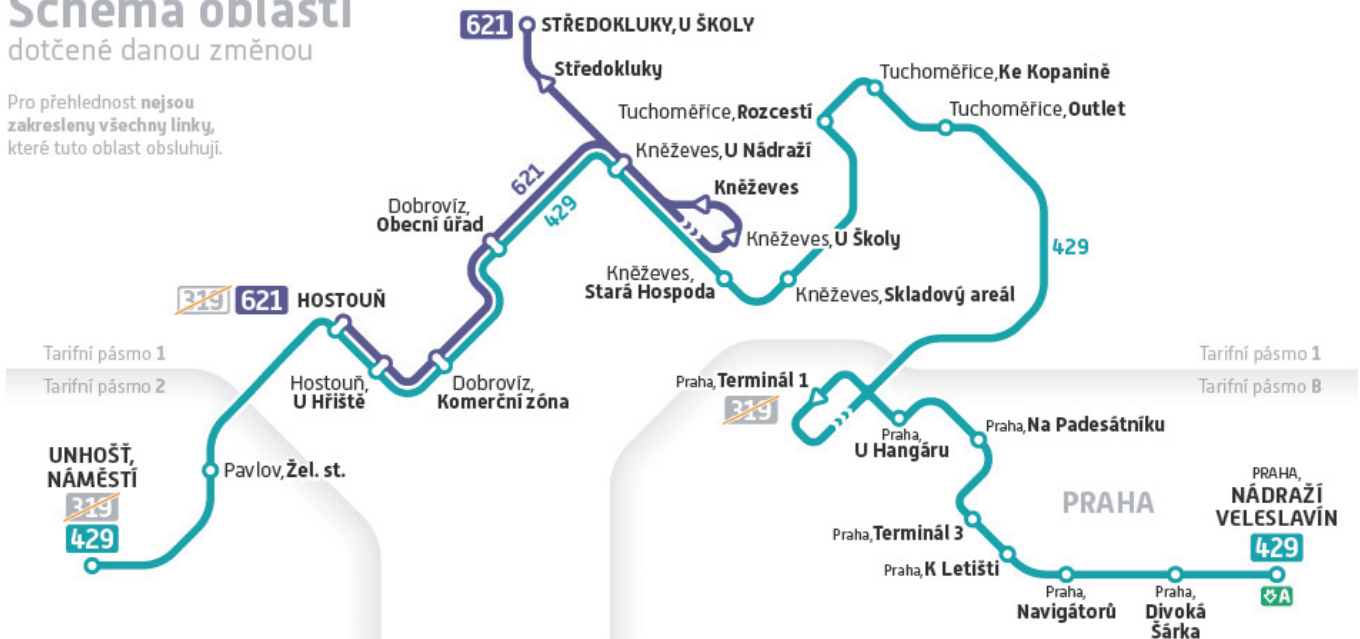 Schéma oblasti
dotčené danou změnou
Pro přehlednost nejsou
zakresleny všechny linky,
které tuto oblast obsluhují.
621 STŘEDOKLUKY, U ŠKOLY
Středokluky
Tuchoměřice, Ke Kopanině
Tuchoměřice, Rozcestí
Tuchoměřice, Outlet
Kněževes, U Nádraží
Kněževes
621
429
Dobrovíz,
Obecní úřad
Kněževes, U Školy
429
Kněževes,
Stará Hospoda
Kněževes, Skladový areál
319 621 HOSTOUŇ
Tarifní pásmo 1
Tarifní pásmo 2
Hostouň,
U Hřiště
Dobrovíz,
Komerční zóna
Praha, Terminál 1
319
Tarifní pásmo 1
Tarifní pásmo B
Praha,
U Hangáru
Praha, Na Padesátníku
UNHOŠŤ,
NÁMĚSTÍ
319
429
Pavlov, Žel. st.
PRAHA
PRAHA,
NÁDRAŽÍ
VELESLAVÍN
429
A
Praha, Terminál 3
Praha, K Letišti
Praha,
Navigátorů
Praha,
Divoká
Šárka